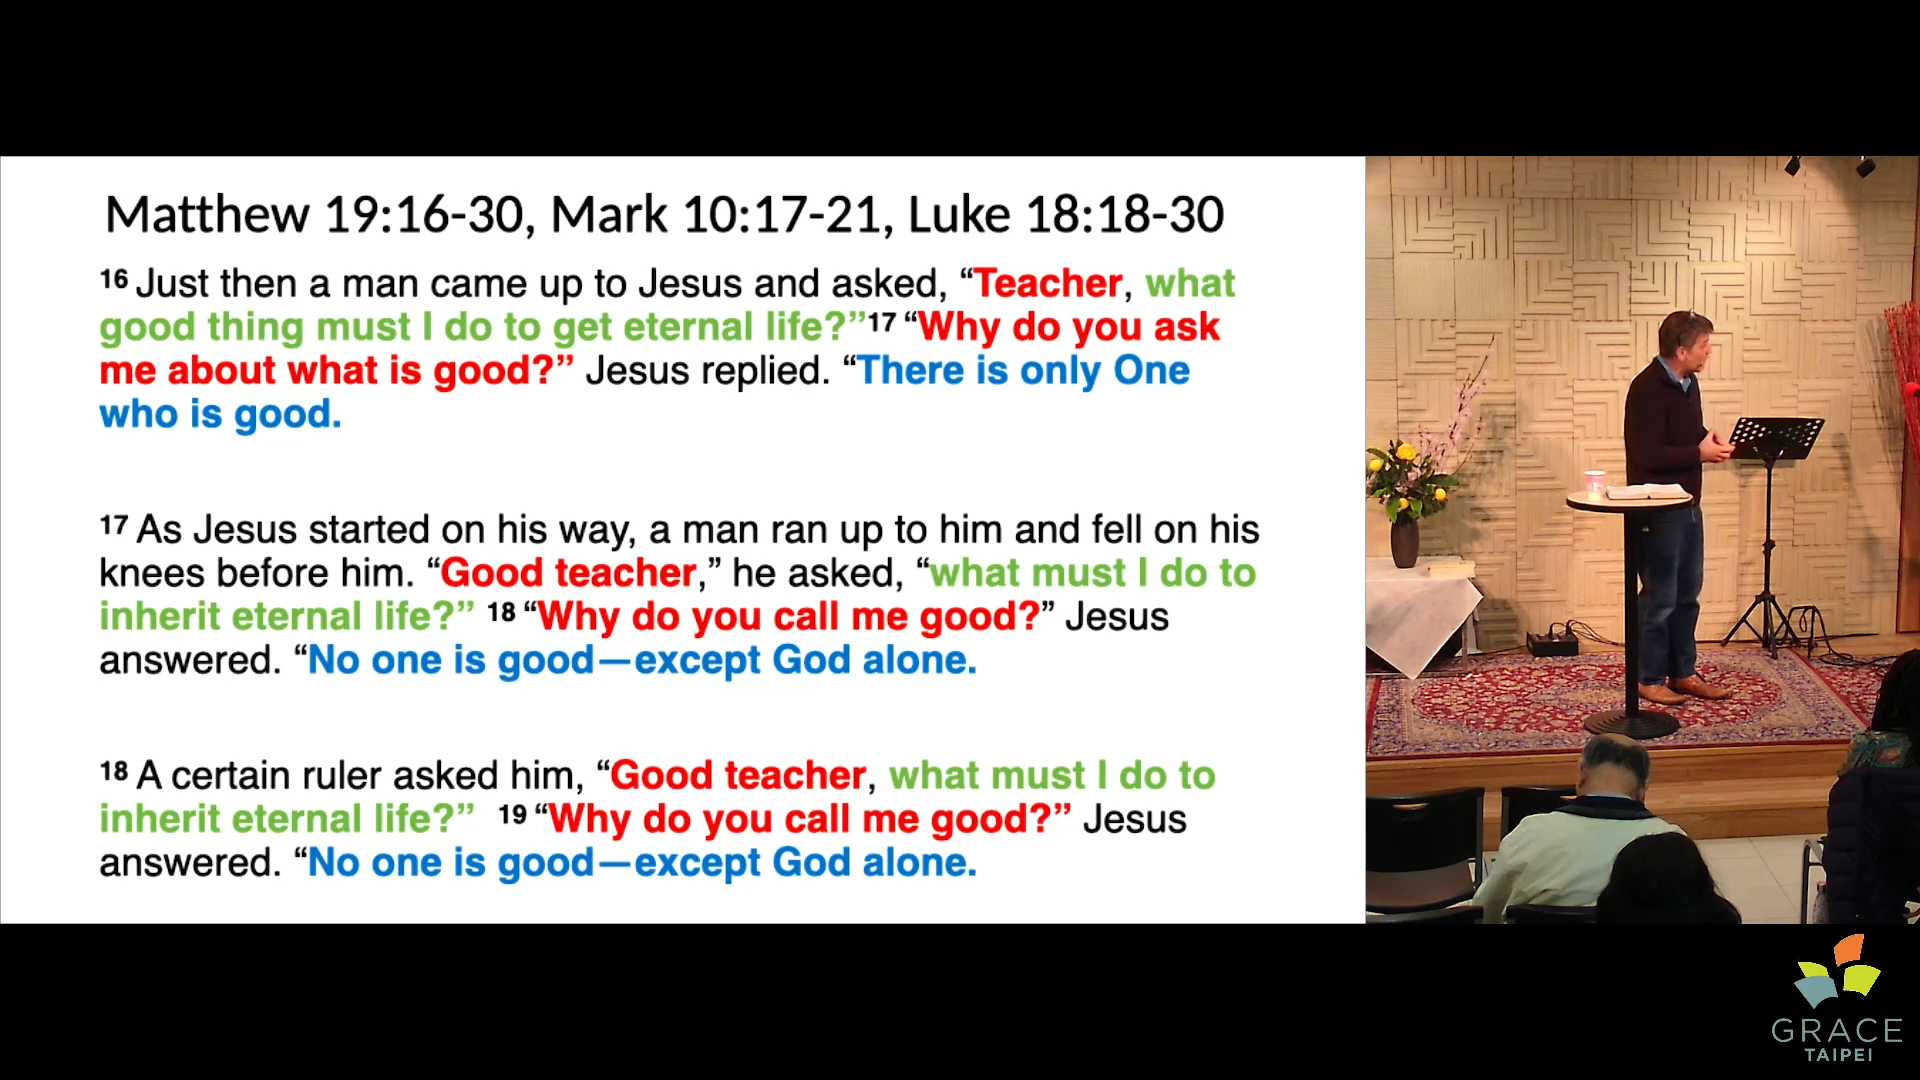 Matthew 19:16-30, Mark 10:17-21, Luke 18:18-30
16 Just then a man came up to Jesus and asked, “Teacher, what
good thing must I do to get eternal life?”17 “Why do you ask
me about what is good?” Jesus replied. “There is only One
who is good.
17 As Jesus started on his way, a man ran up to him and fell on his
knees before him. “Good teacher,” he asked, “what must I do to
inherit eternal life?” 18 “Why do you call me good?” Jesus
answered. “No one is good—except God alone.
18 A certain ruler asked him, “Good teacher, what must I do to
inherit eternal life?” 19 “Why do you call me good?” Jesus
answered. “No one is good—except God alone.
GRACE
TAIPEI